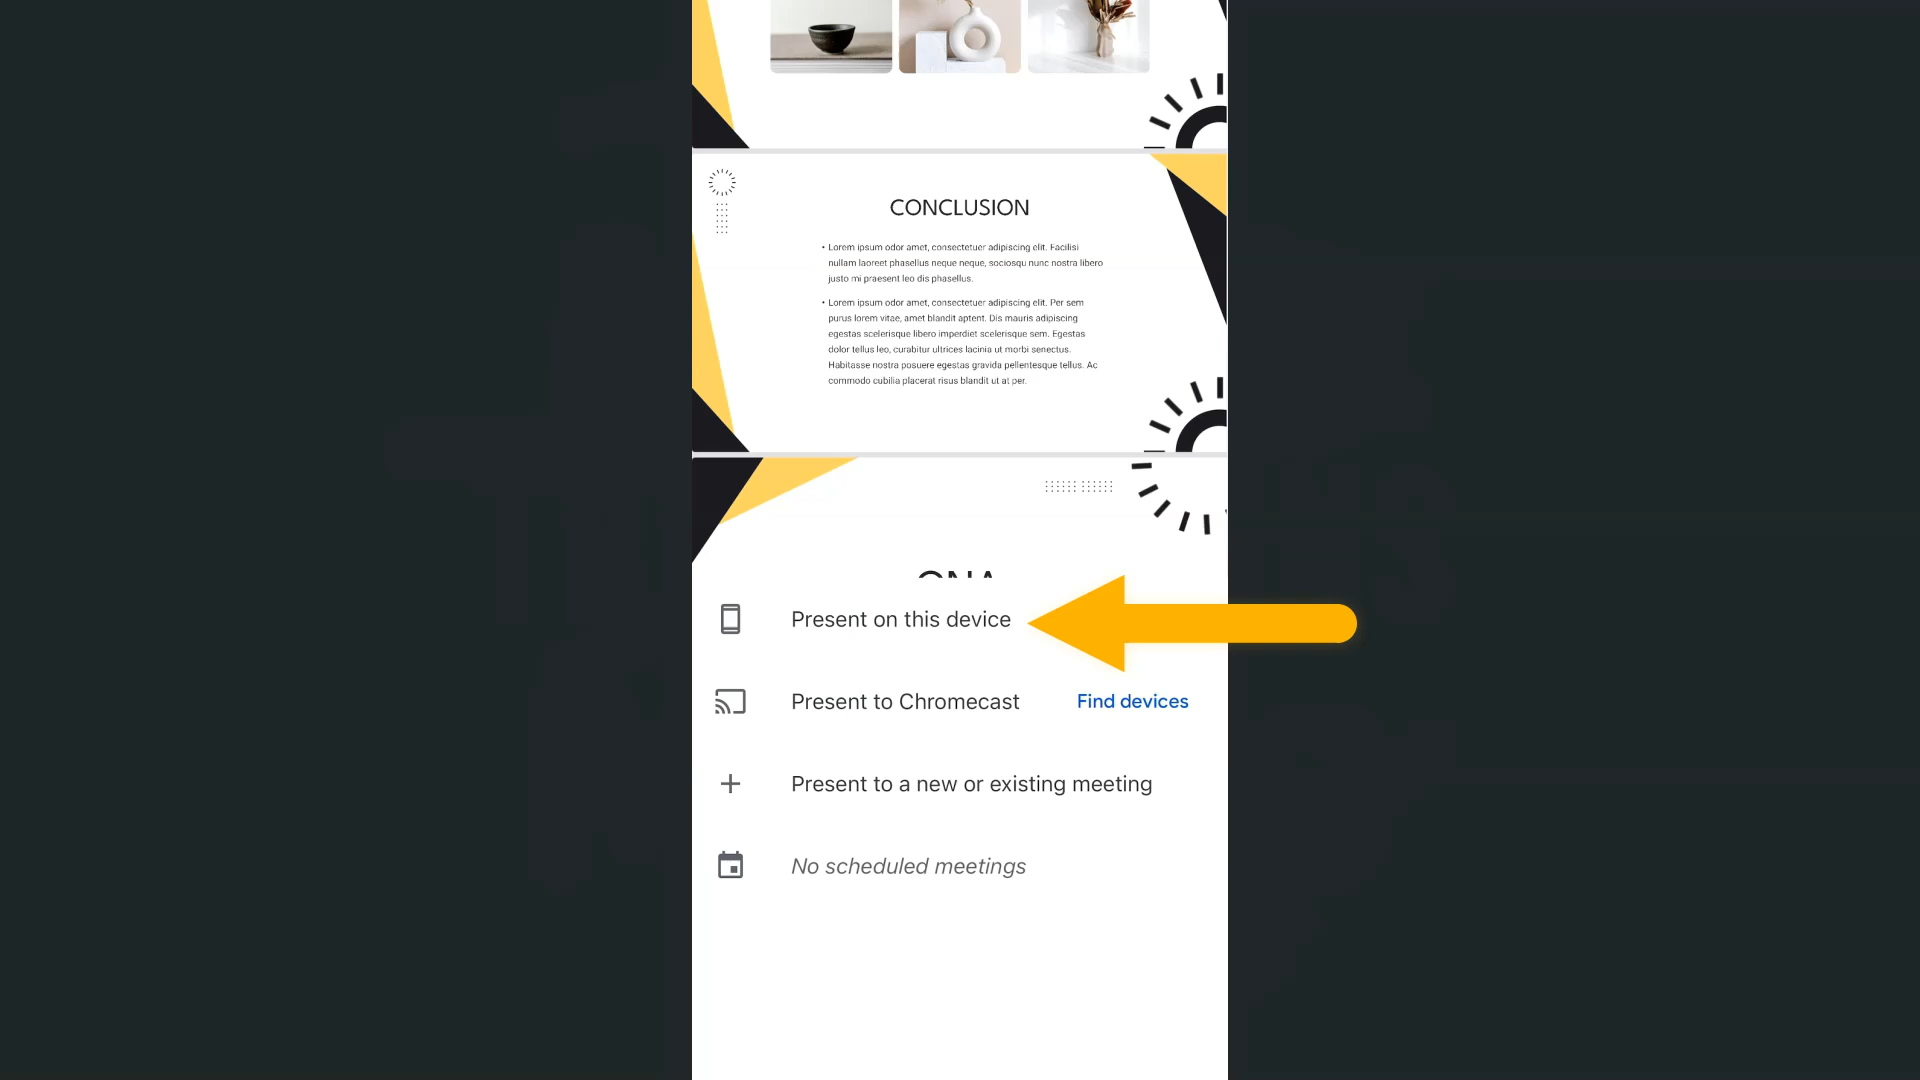 CONCLUSION
• Lorem ipsum odor amet, consectetuer adipiscing elit. Facilisi
nullam laoreet phasellus neque neque, sociosqu nunc nostra libero
justo mi praesent leo dis phasellus.
• Lorem ipsum odor amet, consectetuer adipiscing elit. Per sem
purus lorem vitae, amet blandit aptent. Dis mauris adipiscing
egestas scelerisque libero imperdiet scelerisque sem. Egestas
dolor tellus leo, curabitur ultrices lacinia ut morbi senectus.
Habitasse nostra posuere egestas gravida pellentesque tellus. Ac
commodo cubilia placerat risus blandit ut at per.
Present on this device
Present to Chromecast Find devices
Present to a new or existing meeting
No scheduled meetings